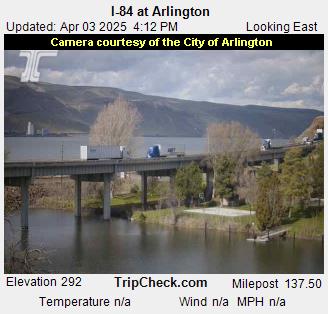 I-84 at Arlington
Updated: Apr 03 2025 4:12 PM Looking East
Camera courtesy of the City of Arlington
Elevation 292 TripCheck.com Milepost 137.50
Temperature n/a Wind n/a MPH n/a